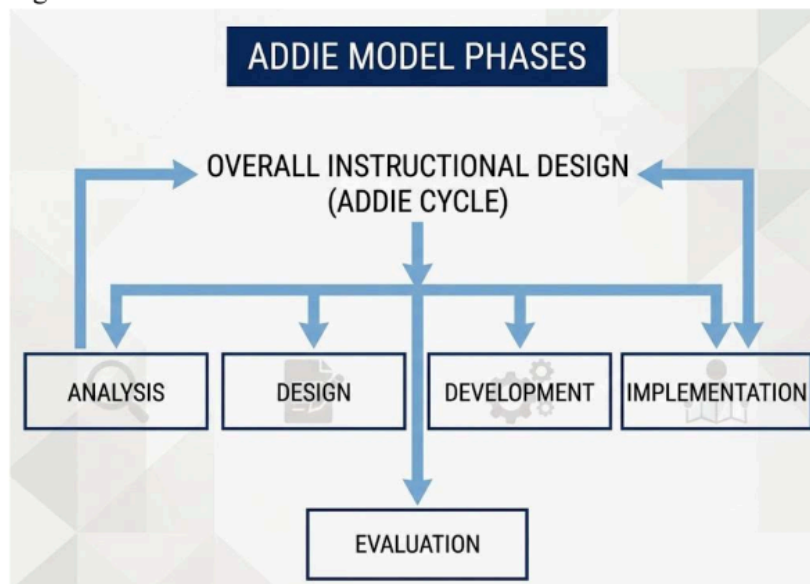 ADDIE MODEL PHASES
OVERALL INSTRUCTIONAL DESIGN
(ADDIE CYCLE)
ANALYSIS
DESIGN
DEVELOPMENT
IMPLEMENTATION
EVALUATION